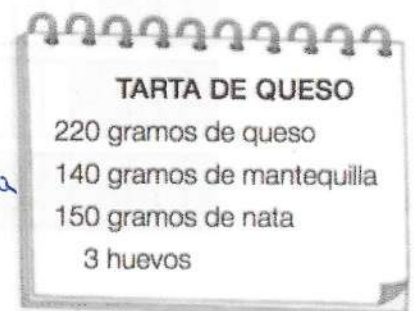 TARTA DE QUESO
220 gramos de queso
140 gramos de mantequilla
150 gramos de nata
3 huevos